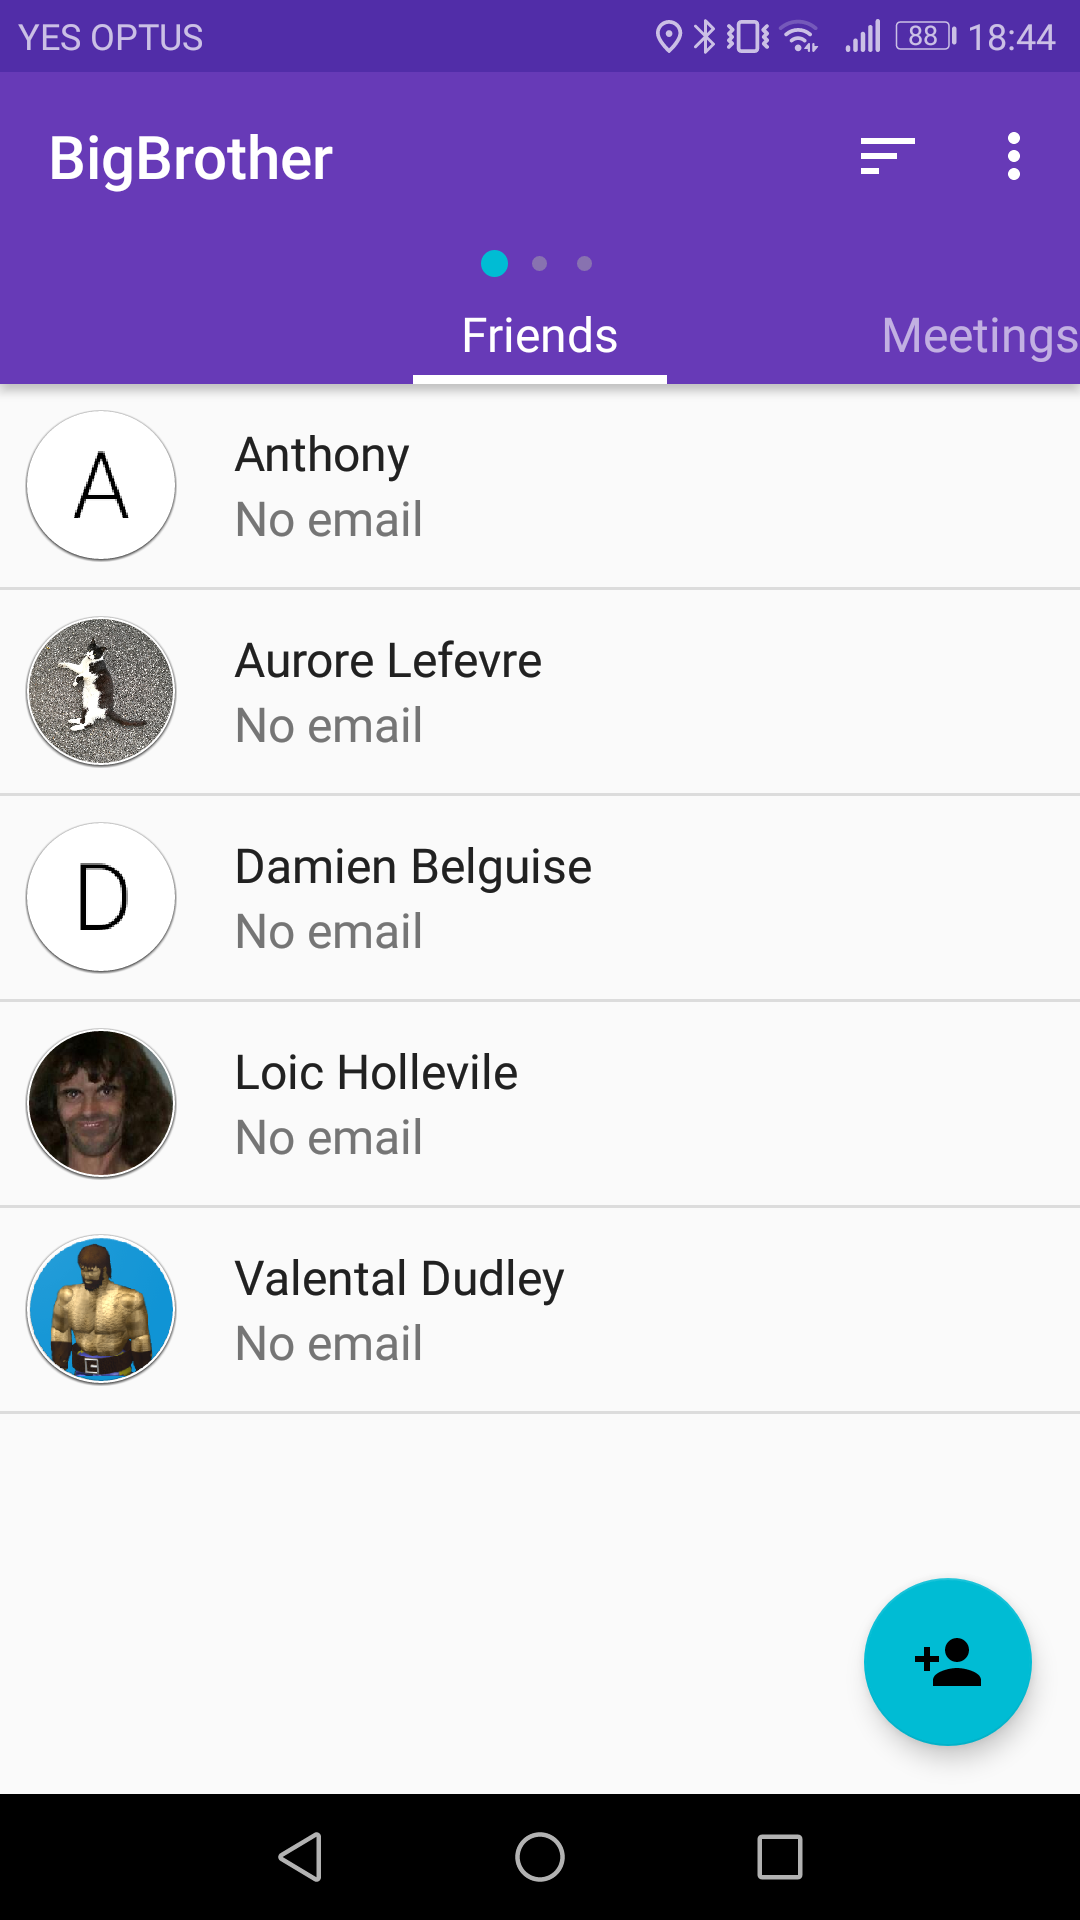 YES OPTUS 88 18:44
BigBrother
Friends Meetings
A
Anthony
No email
Aurore Lefevre
No email
D
Damien Belguise
No email
Loic Hollevile
No email
Valental Dudley
No email